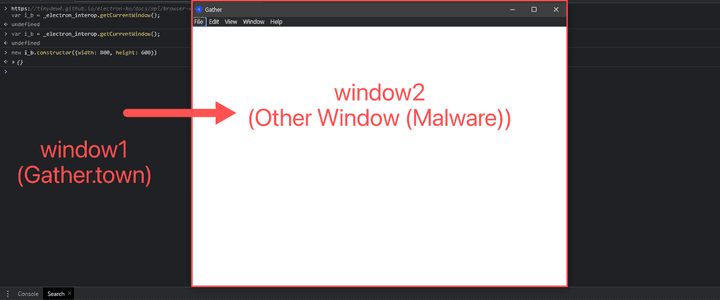 https://tinydew4.github.io/electron-ko/docs/api/browser-
var i_b = _electron_interop.getCurrentWindow();
undefined
var i_b = _electron_interop.getCurrentWindow();
undefined
new i_b.constructor({width: 800, height: 600})
{}
Gather
File Edit View Window Help
window2
(Other Window (Malware))
window1
(Gather.town)
Console Search